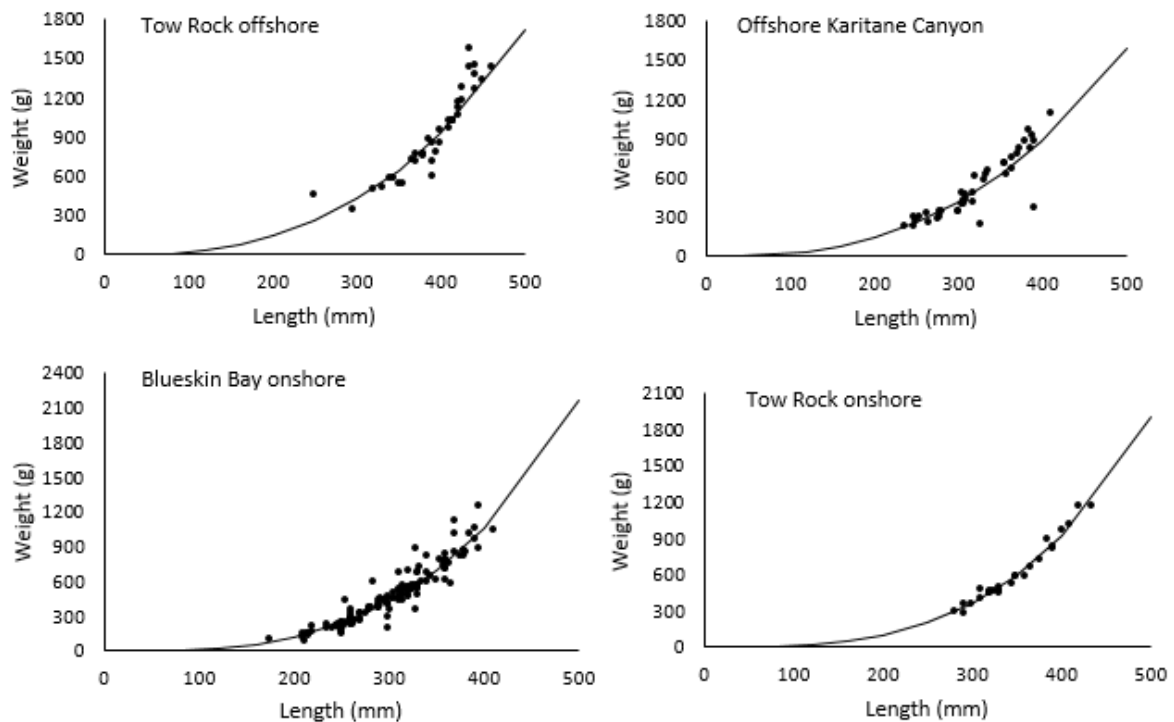 Tow Rock offshore
Weight (g)
1800
1500
1200
900
600
300
0
0 100 200 300 400 500
Length (mm)
Offshore Karitane Canyon
Weight (g)
1800
1500
1200
900
600
300
0
0 100 200 300 400 500
Length (mm)
Blueskin Bay onshore
Weight (g)
2400
2100
1800
1500
1200
900
600
300
0
0 100 200 300 400 500
Length (mm)
Tow Rock onshore
Weight (g)
2100
1800
1500
1200
900
600
300
0
0 100 200 300 400 500
Length (mm)